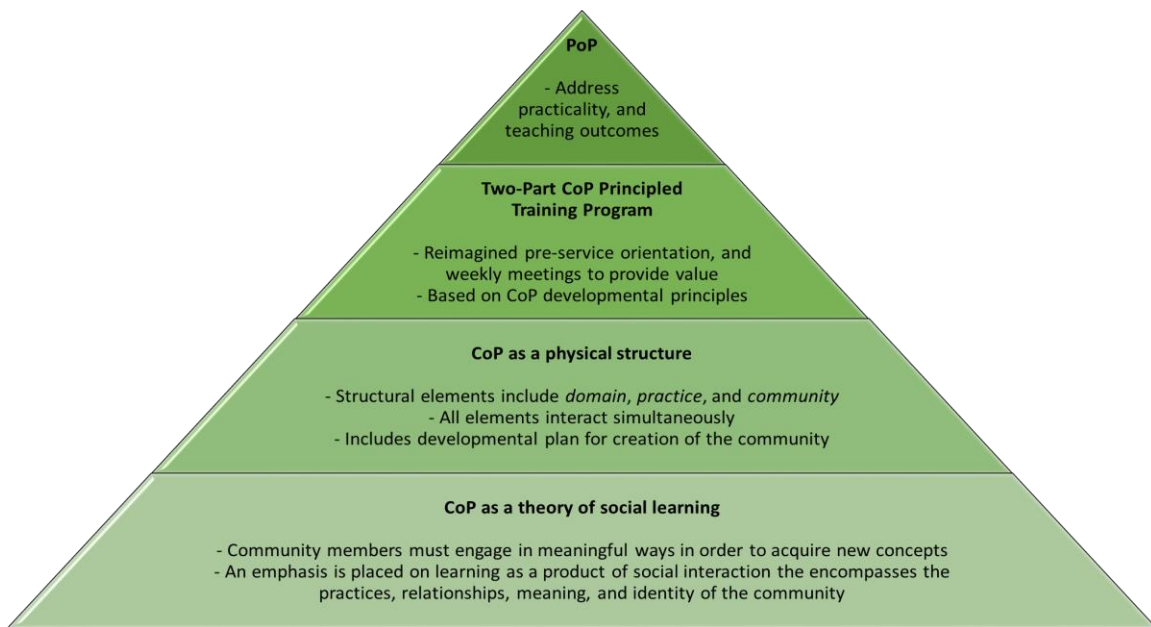 PoP
- Address
practicality, and
teaching outcomes
Two-Part CoP Principled
Training Program
- Reimagined pre-service orientation, and
weekly meetings to provide value
- Based on CoP developmental principles
CoP as a physical structure
- Structural elements include domain, practice, and community
- All elements interact simultaneously
- Includes developmental plan for creation of the community
CoP as a theory of social learning
- Community members must engage in meaningful ways in order to acquire new concepts
- An emphasis is placed on learning as a product of social interaction the encompasses the
practices, relationships, meaning, and identity of the community